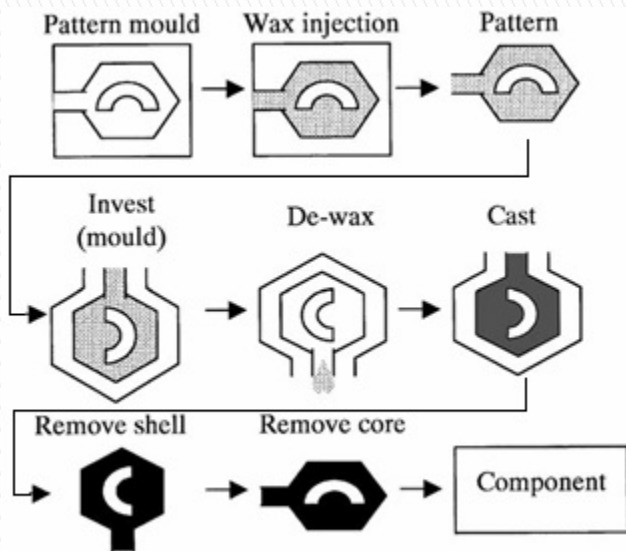 Pattern mould
Wax injection
Pattern
Invest
(mould)
De-wax
Cast
Remove shell
Remove core
Component